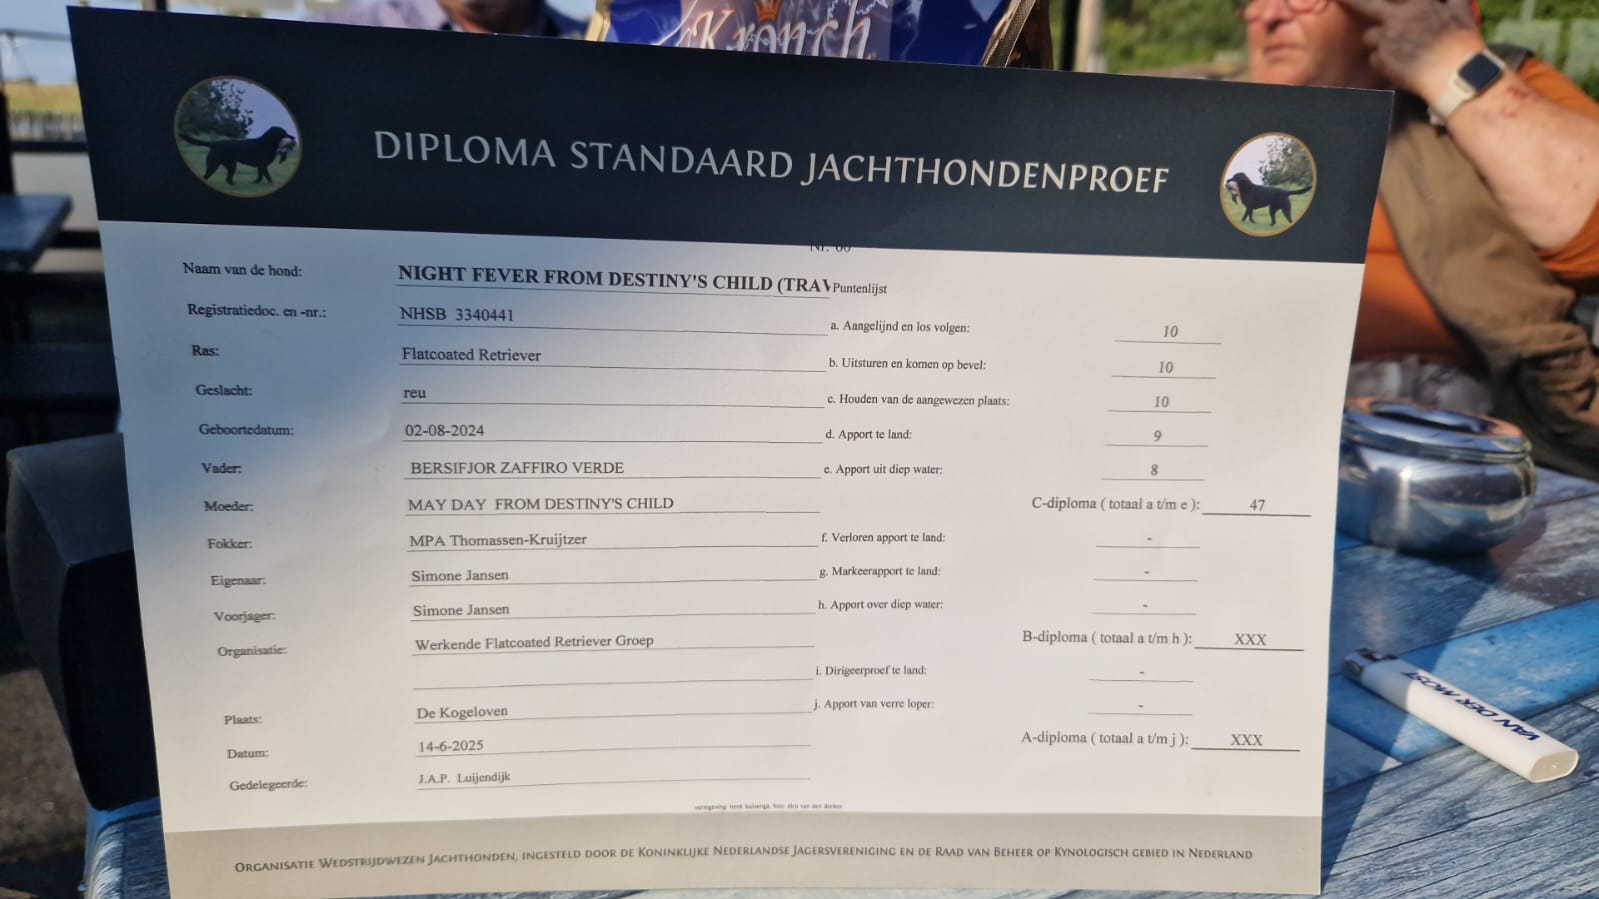 Kronch
DIPLOMA STANDAARD JACHTHONDENPROEF
Naam van de hond: NIGHT FEVER FROM DESTINY'S CHILD (TRAV
Puntenlijst
Registratiedoc. en -nr.: NHSB 3340441
a. Aangelijnd en los volgen: 10
Ras: Flatcoated Retriever
b. Uitsturen en komen op bevel: 10
Geslacht: reu
c. Houden van de aangewezen plaats: 10
Geboortedatum: 02-08-2024
d. Apport te land: 9
Vader: BERSIFJOR ZAFFIRO VERDE
e. Apport uit diep water: 8
Moeder: MAY DAY FROM DESTINY'S CHILD
C-diploma ( totaal a t/m e ): 47
Fokker: MPA Thomassen-Kruijtzer
f. Verloren apport te land: -
Eigenaar: Simone Jansen
g. Markeerapport te land: -
Voorjager: Simone Jansen
h. Apport over diep water: -
Organisatie: Werkende Flatcoated Retriever Groep
B-diploma ( totaal a t/m h ): XXX
i. Dirigeerproef te land: -
Plaats: De Kogeloven
j. Apport van verre loper: -
Datum: 14-6-2025
A-diploma ( totaal a t/m j ): XXX
Gedelegeerde: J.A.P. Luijendijk
ORGANISATIE WEDSTRIJDWEZEN JACHTHONDEN, INGESTELD DOOR DE KONINKLIJKE NEDERLANDSE JAGERSVERENIGING EN DE RAAD VAN BEHEER OP KYNOLOGISCH GEBIED IN NEDERLAND
VAN DER MOST